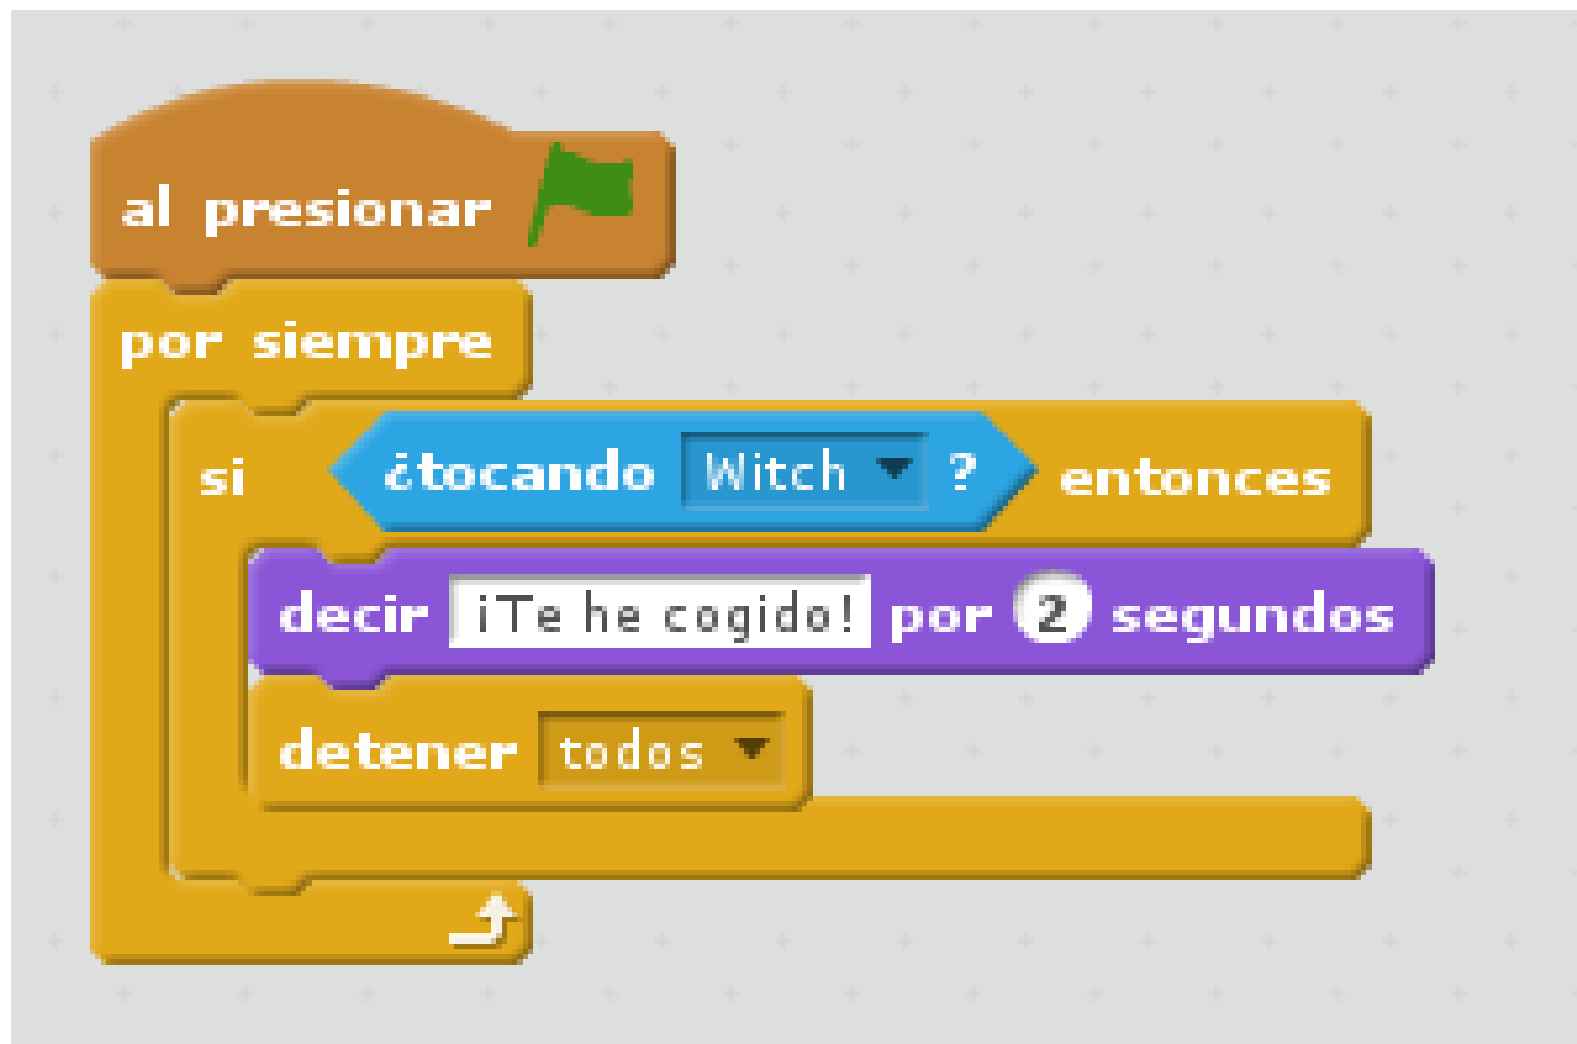 al presionar
por siempre
si ¿tocando Witch ? entonces
decir ¡Te he cogido! por 2 segundos
detener todos